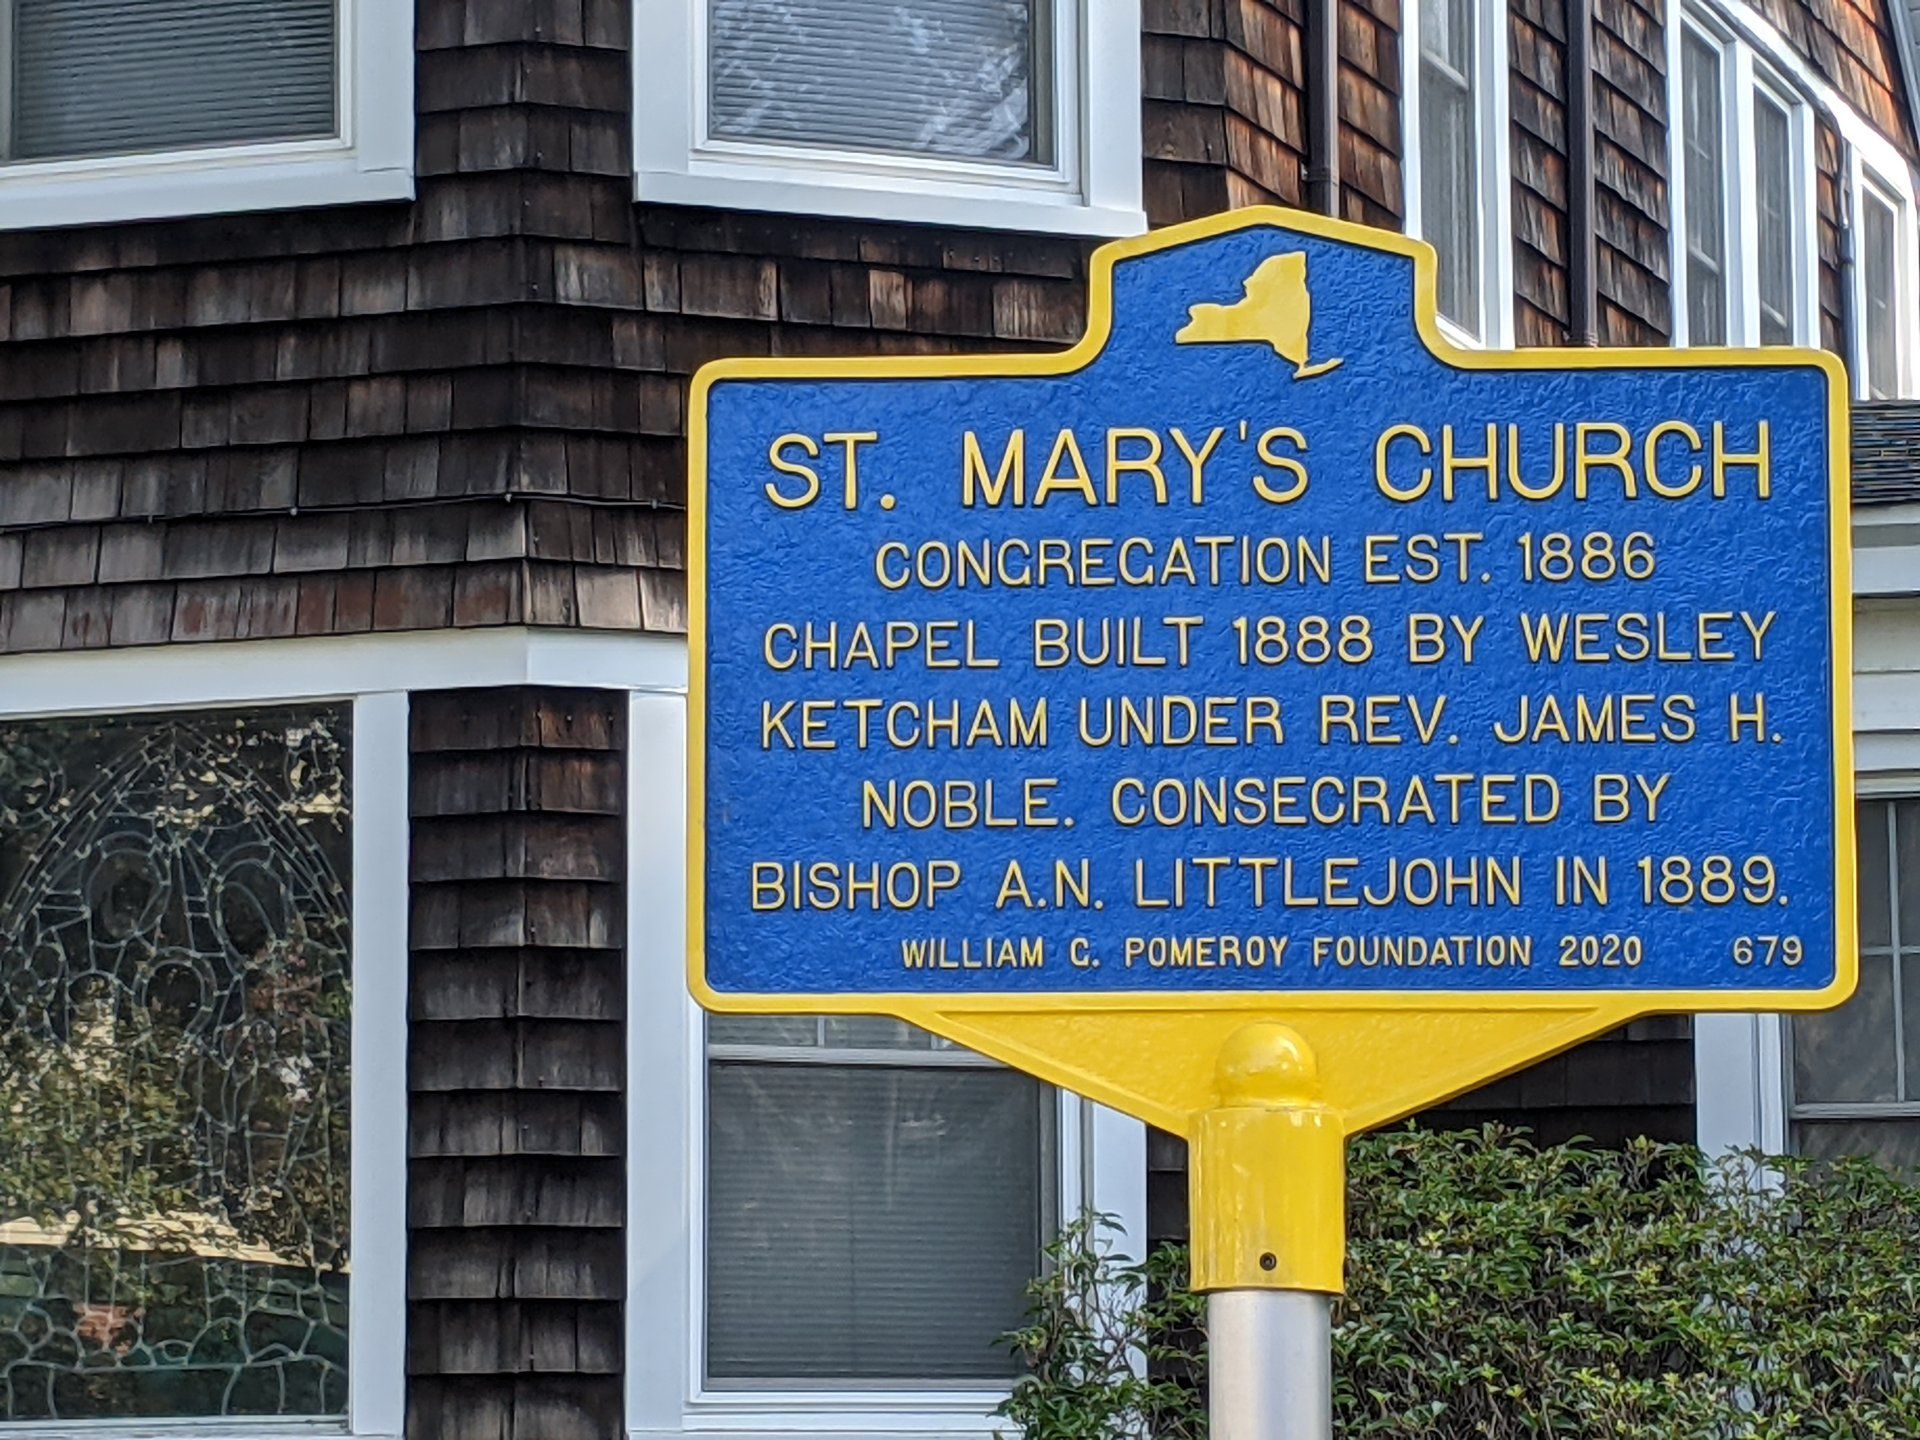 ST. MARY'S CHURCH
CONGREGATION EST. 1886
CHAPEL BUILT 1888 BY WESLEY
KETCHAM UNDER REV. JAMES H.
NOBLE. CONSECRATED BY
BISHOP A.N. LITTLEJOHN IN 1889.
WILLIAM G. POMEROY FOUNDATION 2020 679